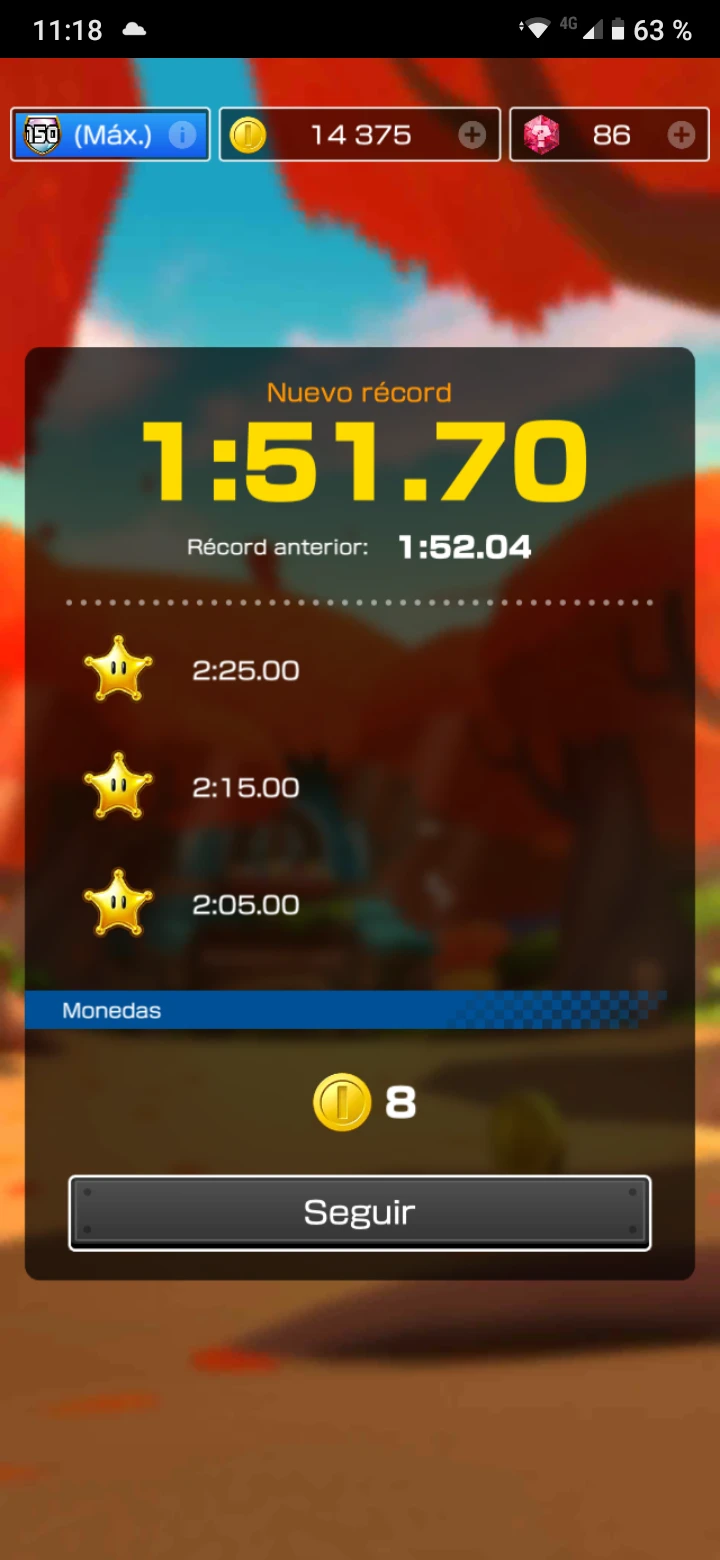 11:18 4G 63 %
150 (Máx.) 14 375 86
Nuevo récord
1:51.70
Récord anterior: 1:52.04
2:25.00
2:15.00
2:05.00
Monedas
8
Seguir